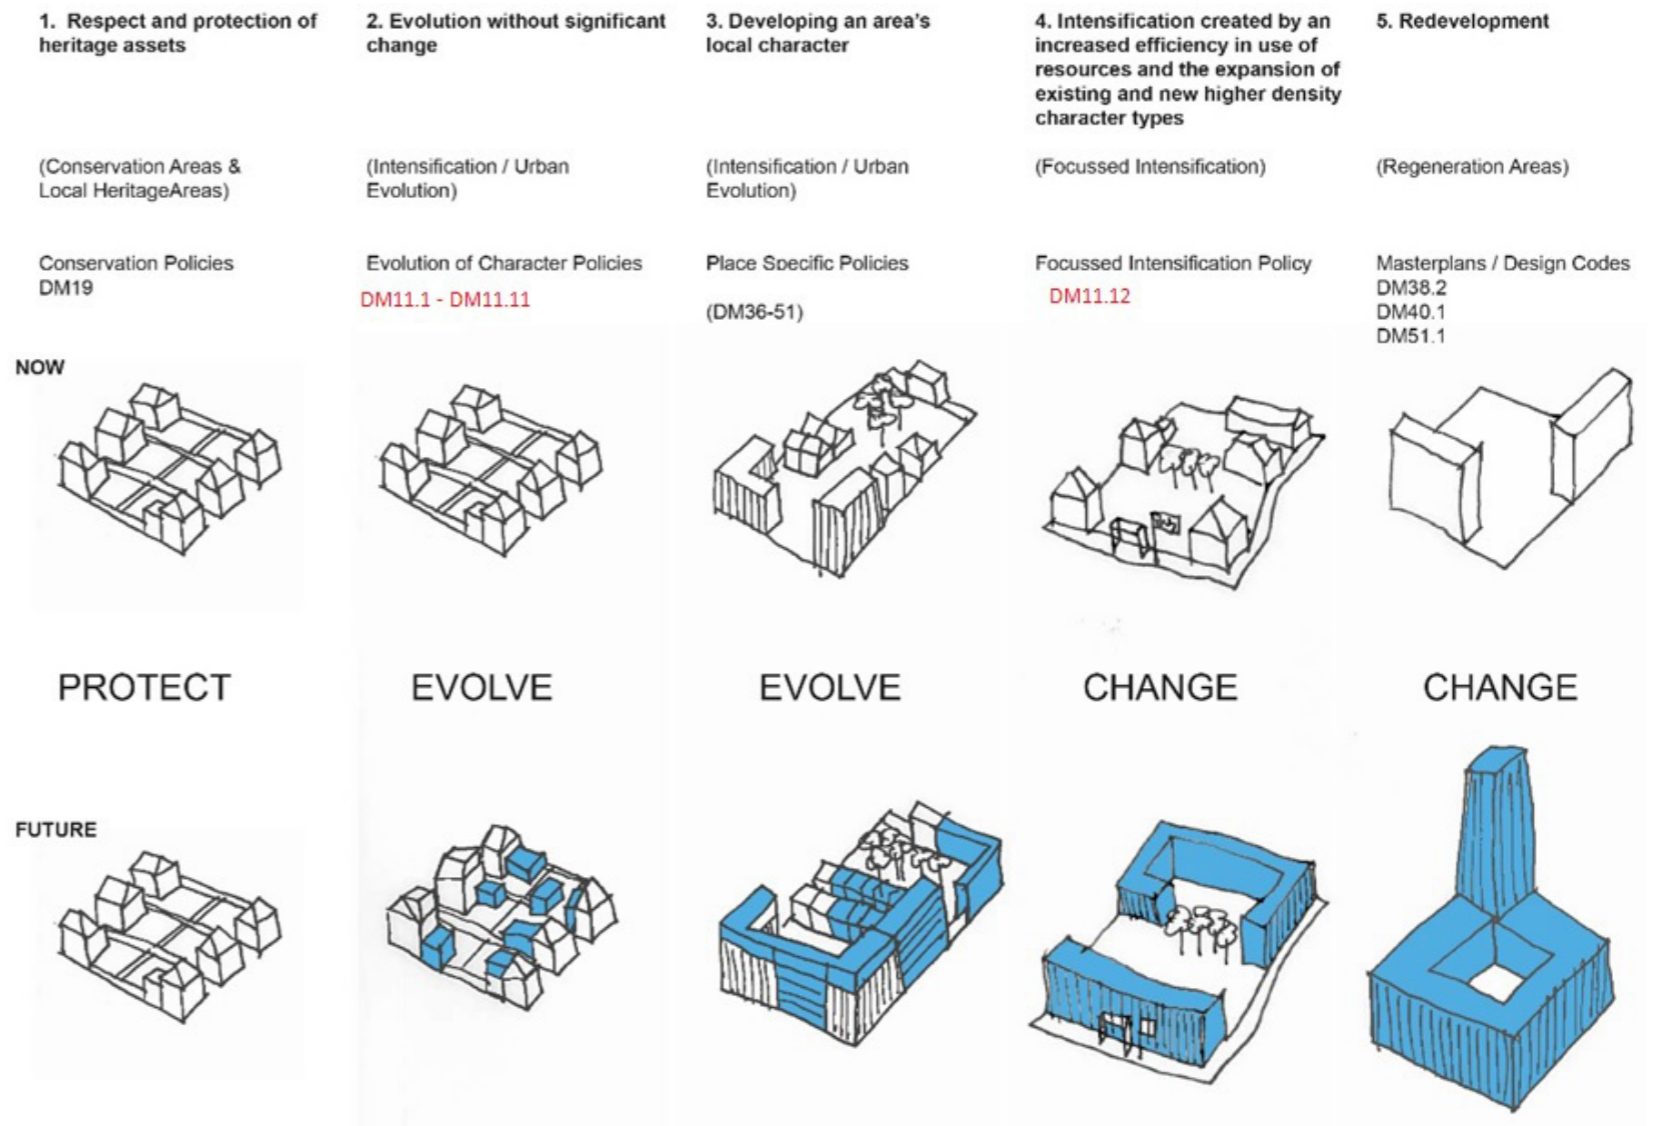 1. Respect and protection of
heritage assets
(Conservation Areas &
Local HeritageAreas)
Conservation Policies
DM19
2. Evolution without significant
change
(Intensification / Urban
Evolution)
Evolution of Character Policies
DM11.1 - DM11.11
3. Developing an area's
local character
(Intensification / Urban
Evolution)
Place Specific Policies
(DM36-51)
4. Intensification created by an
increased efficiency in use of
resources and the expansion of
existing and new higher density
character types
(Focussed Intensification)
Focussed Intensification Policy
DM11.12
5. Redevelopment
(Regeneration Areas)
Masterplans / Design Codes
DM38.2
DM40.1
DM51.1
NOW
PROTECT
EVOLVE
EVOLVE
CHANGE
CHANGE
FUTURE